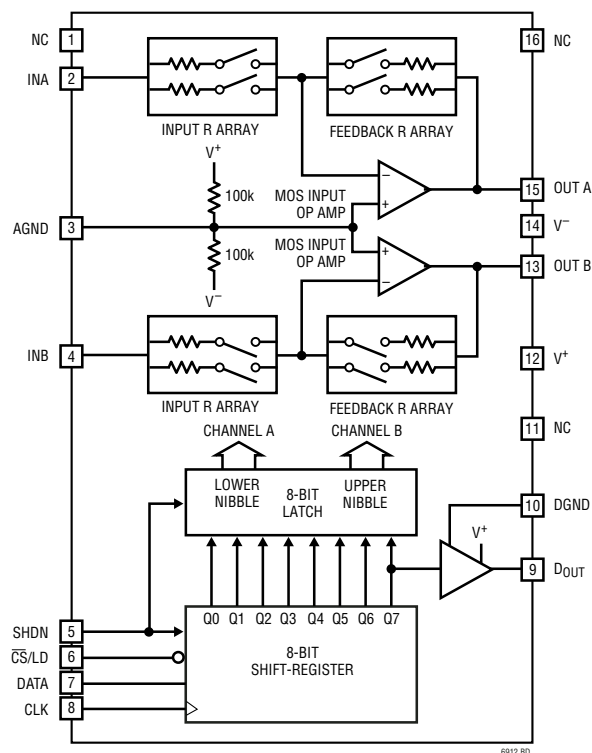 NC 1
16 NC
INA 2
INPUT R ARRAY
FEEDBACK R ARRAY
V+
100k
MOS INPUT
OP AMP
−
+
15 OUT A
AGND 3
14 V−
100k
MOS INPUT
OP AMP
+
−
13 OUT B
V−
INB 4
12 V+
INPUT R ARRAY
FEEDBACK R ARRAY
11 NC
CHANNEL A
CHANNEL B
LOWER
NIBBLE
8-BIT
LATCH
UPPER
NIBBLE
10 DGND
V+
9 DOUT
Q0 Q1 Q2 Q3 Q4 Q5 Q6 Q7
SHDN 5
8-BIT
SHIFT-REGISTER
C̅S̅/LD 6
DATA 7
CLK 8
6912 BD